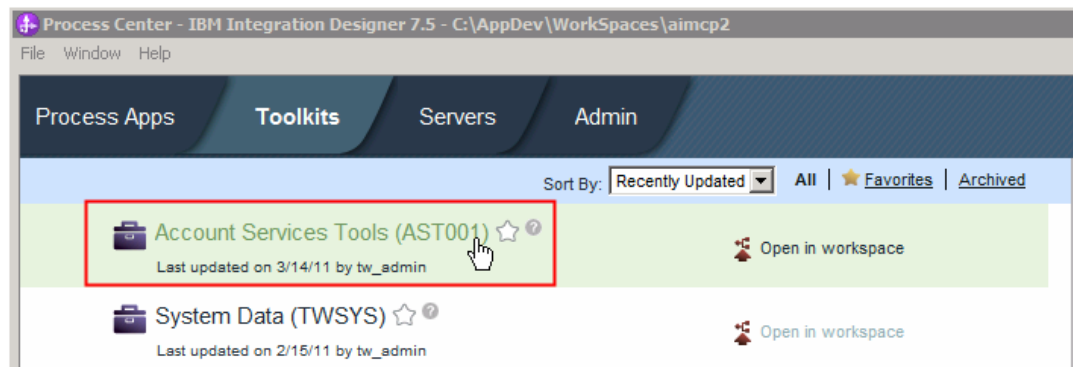 Process Center - IBM Integration Designer 7.5 - C:\AppDev\WorkSpaces\aimcp2
File Window Help
Process Apps Toolkits Servers Admin
Sort By: Recently Updated All | Favorites | Archived
Account Services Tools (AST001) ?
Open in workspace
Last updated on 3/14/11 by tw_admin
System Data (TWSYS) ?
Open in workspace
Last updated on 2/15/11 by tw_admin